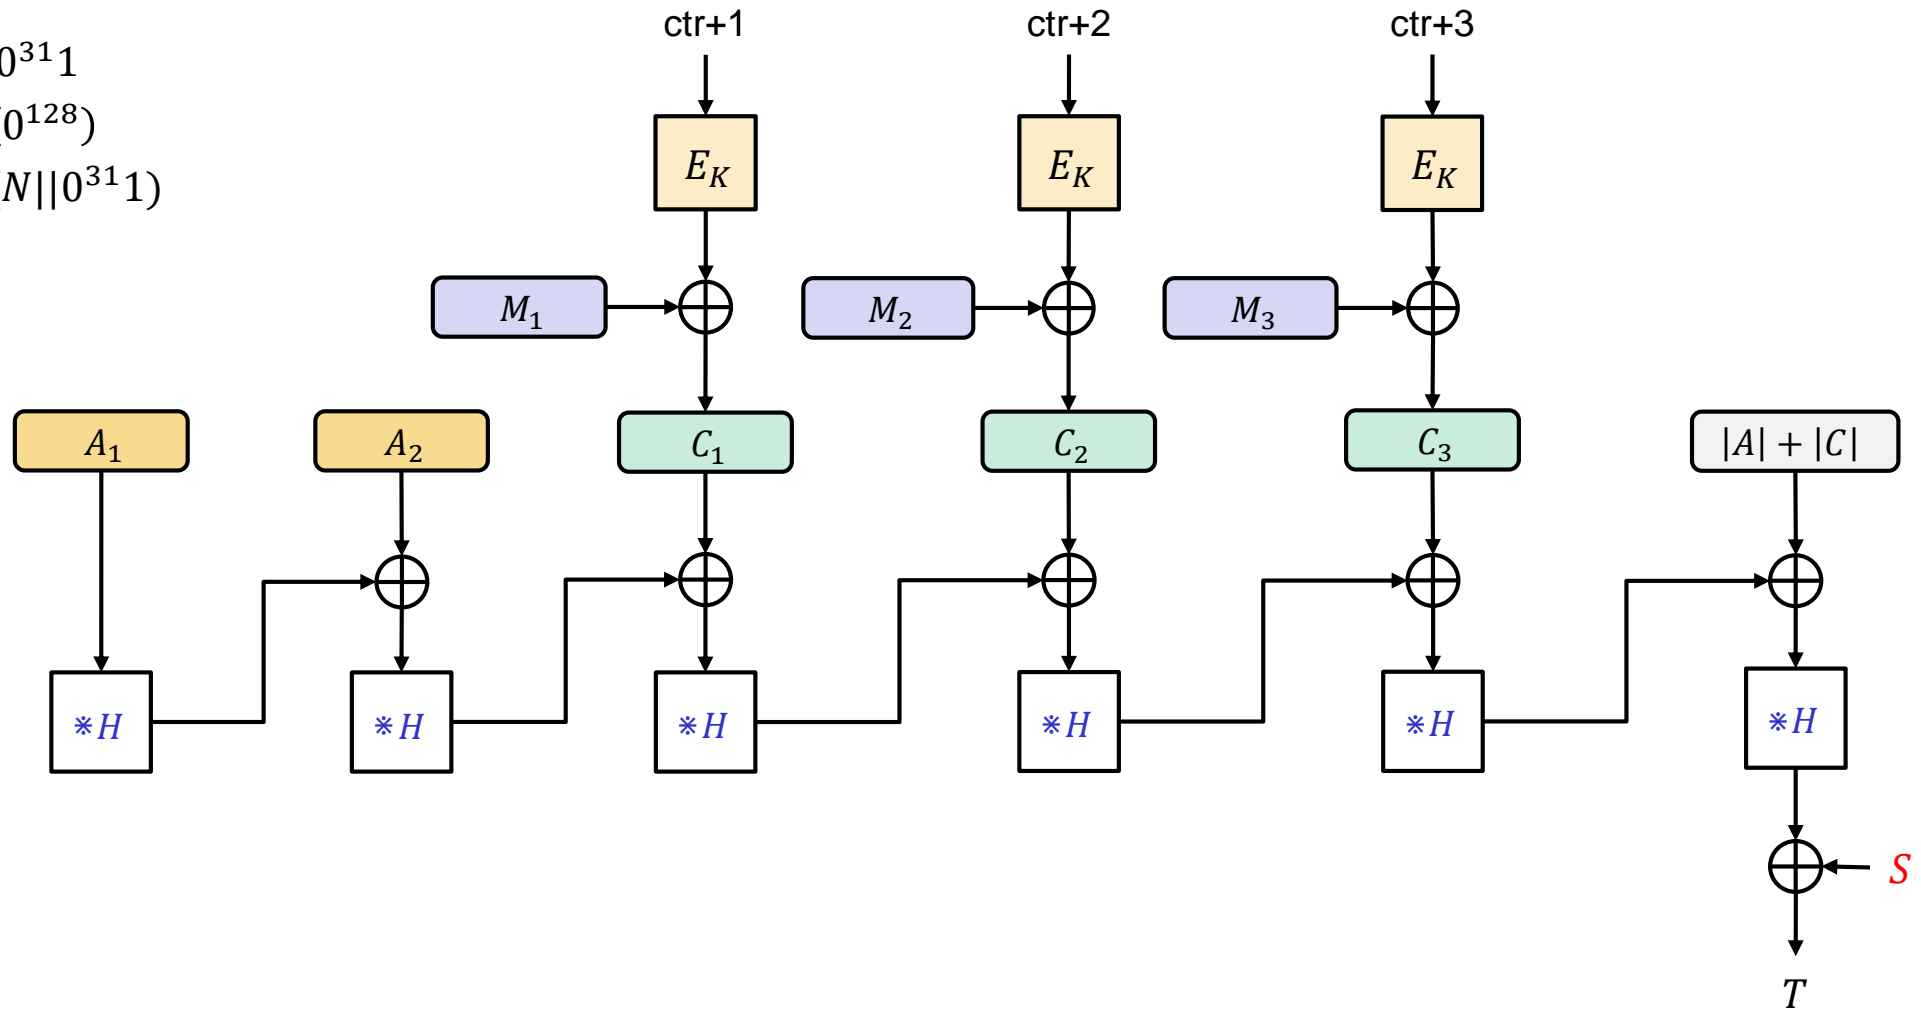 ctr+1 ctr+2 ctr+3
0³¹1
(0¹²⁸)
N||0³¹1)
E_K E_K E_K
M₁ M₂ M₃
A₁ A₂ C₁ C₂ C₃ |A| + |C|
⋇H ⋇H ⋇H ⋇H ⋇H ⋇H
S
T